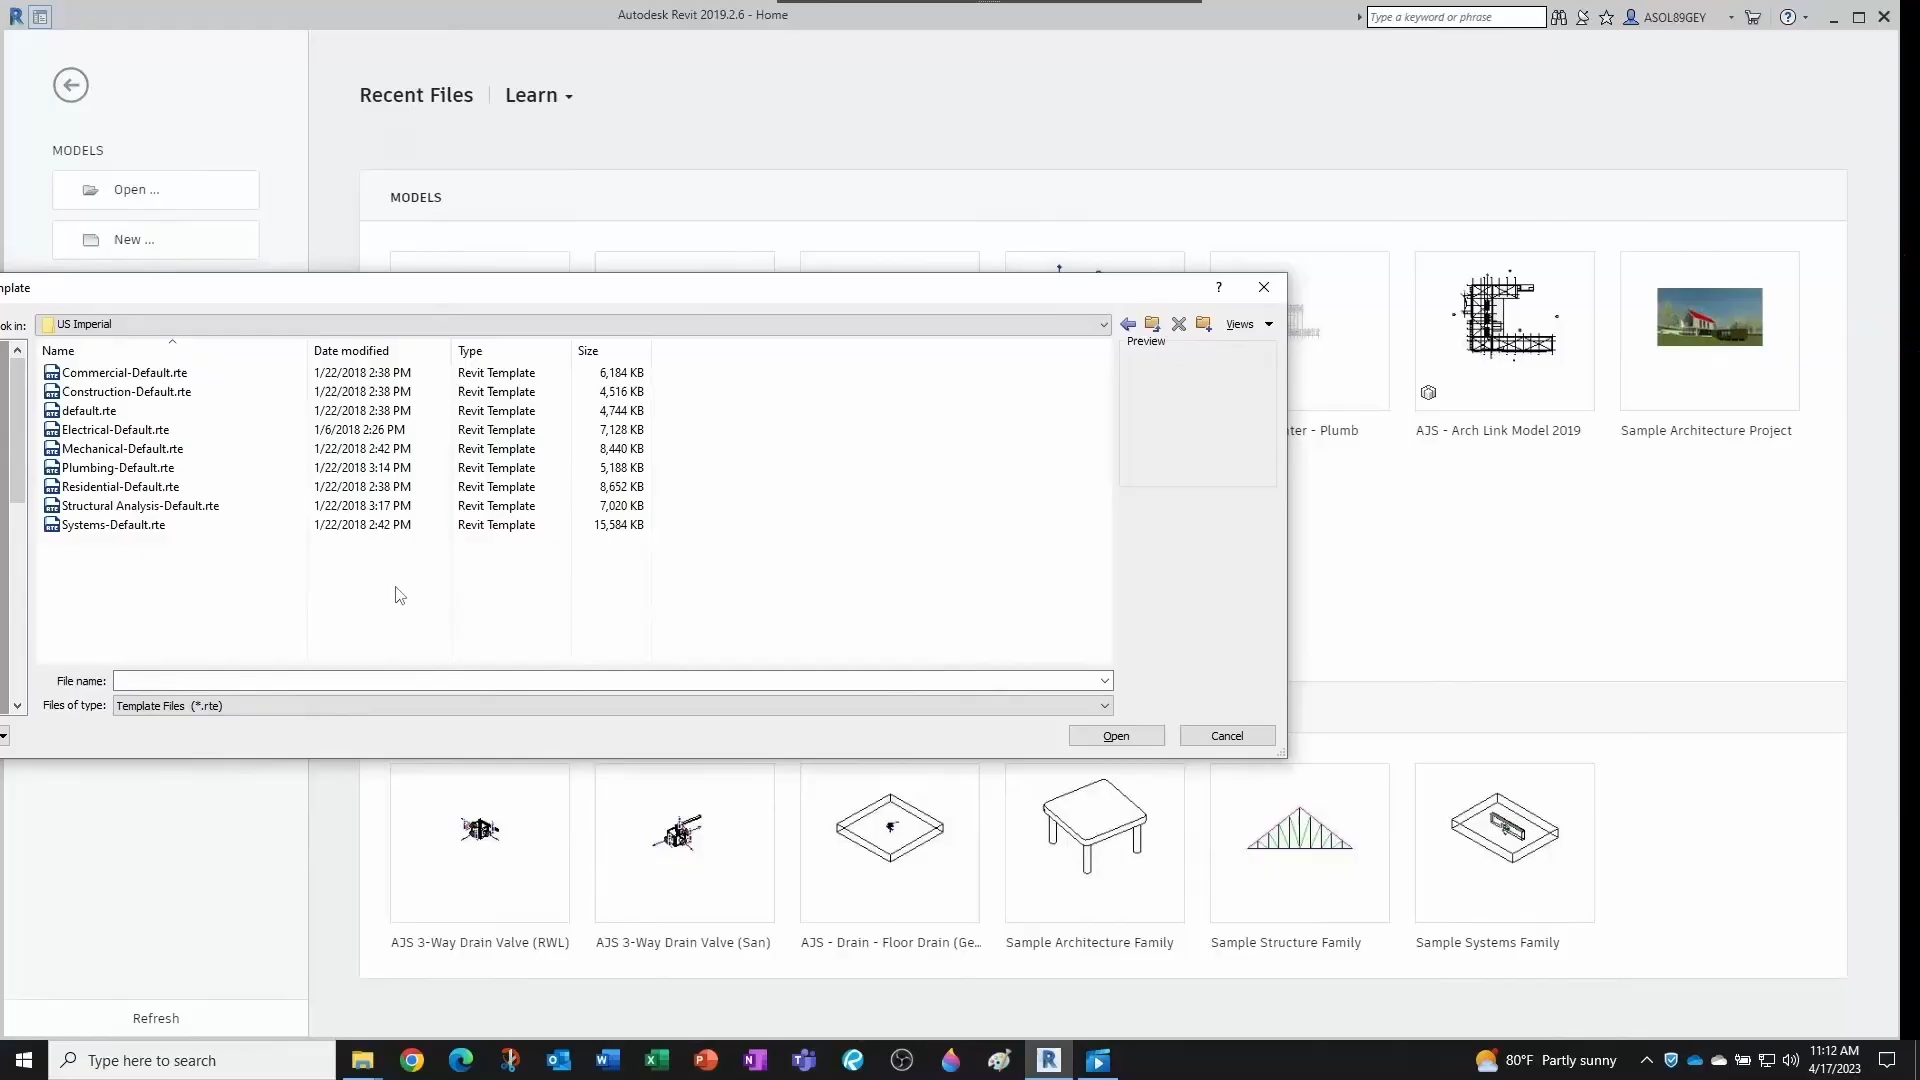 Autodesk Revit 2019.2.6 - Home
Type a keyword or phrase
ASOL89GEY
Recent Files
Learn
MODELS
Open ...
New ...
MODELS
AJS - Arch Link Model 2019
Sample Architecture Project
- Plumb
?
ok in:
US Imperial
Views
Preview
Name Date modified Type Size
Commercial-Default.rte 1/22/2018 2:38 PM Revit Template 6,184 KB
Construction-Default.rte 1/22/2018 2:38 PM Revit Template 4,516 KB
default.rte 1/22/2018 2:38 PM Revit Template 4,744 KB
Electrical-Default.rte 1/6/2018 2:26 PM Revit Template 7,128 KB
Mechanical-Default.rte 1/22/2018 2:42 PM Revit Template 8,440 KB
Plumbing-Default.rte 1/22/2018 3:14 PM Revit Template 5,188 KB
Residential-Default.rte 1/22/2018 2:38 PM Revit Template 8,652 KB
Structural Analysis-Default.rte 1/22/2018 3:17 PM Revit Template 7,020 KB
Systems-Default.rte 1/22/2018 2:42 PM Revit Template 15,584 KB
File name:
Files of type: Template Files (*.rte)
Open
Cancel
AJS 3-Way Drain Valve (RWL)
AJS 3-Way Drain Valve (San)
AJS - Drain - Floor Drain (Ge...
Sample Architecture Family
Sample Structure Family
Sample Systems Family
Refresh
Type here to search
80°F Partly sunny
11:12 AM
4/17/2023